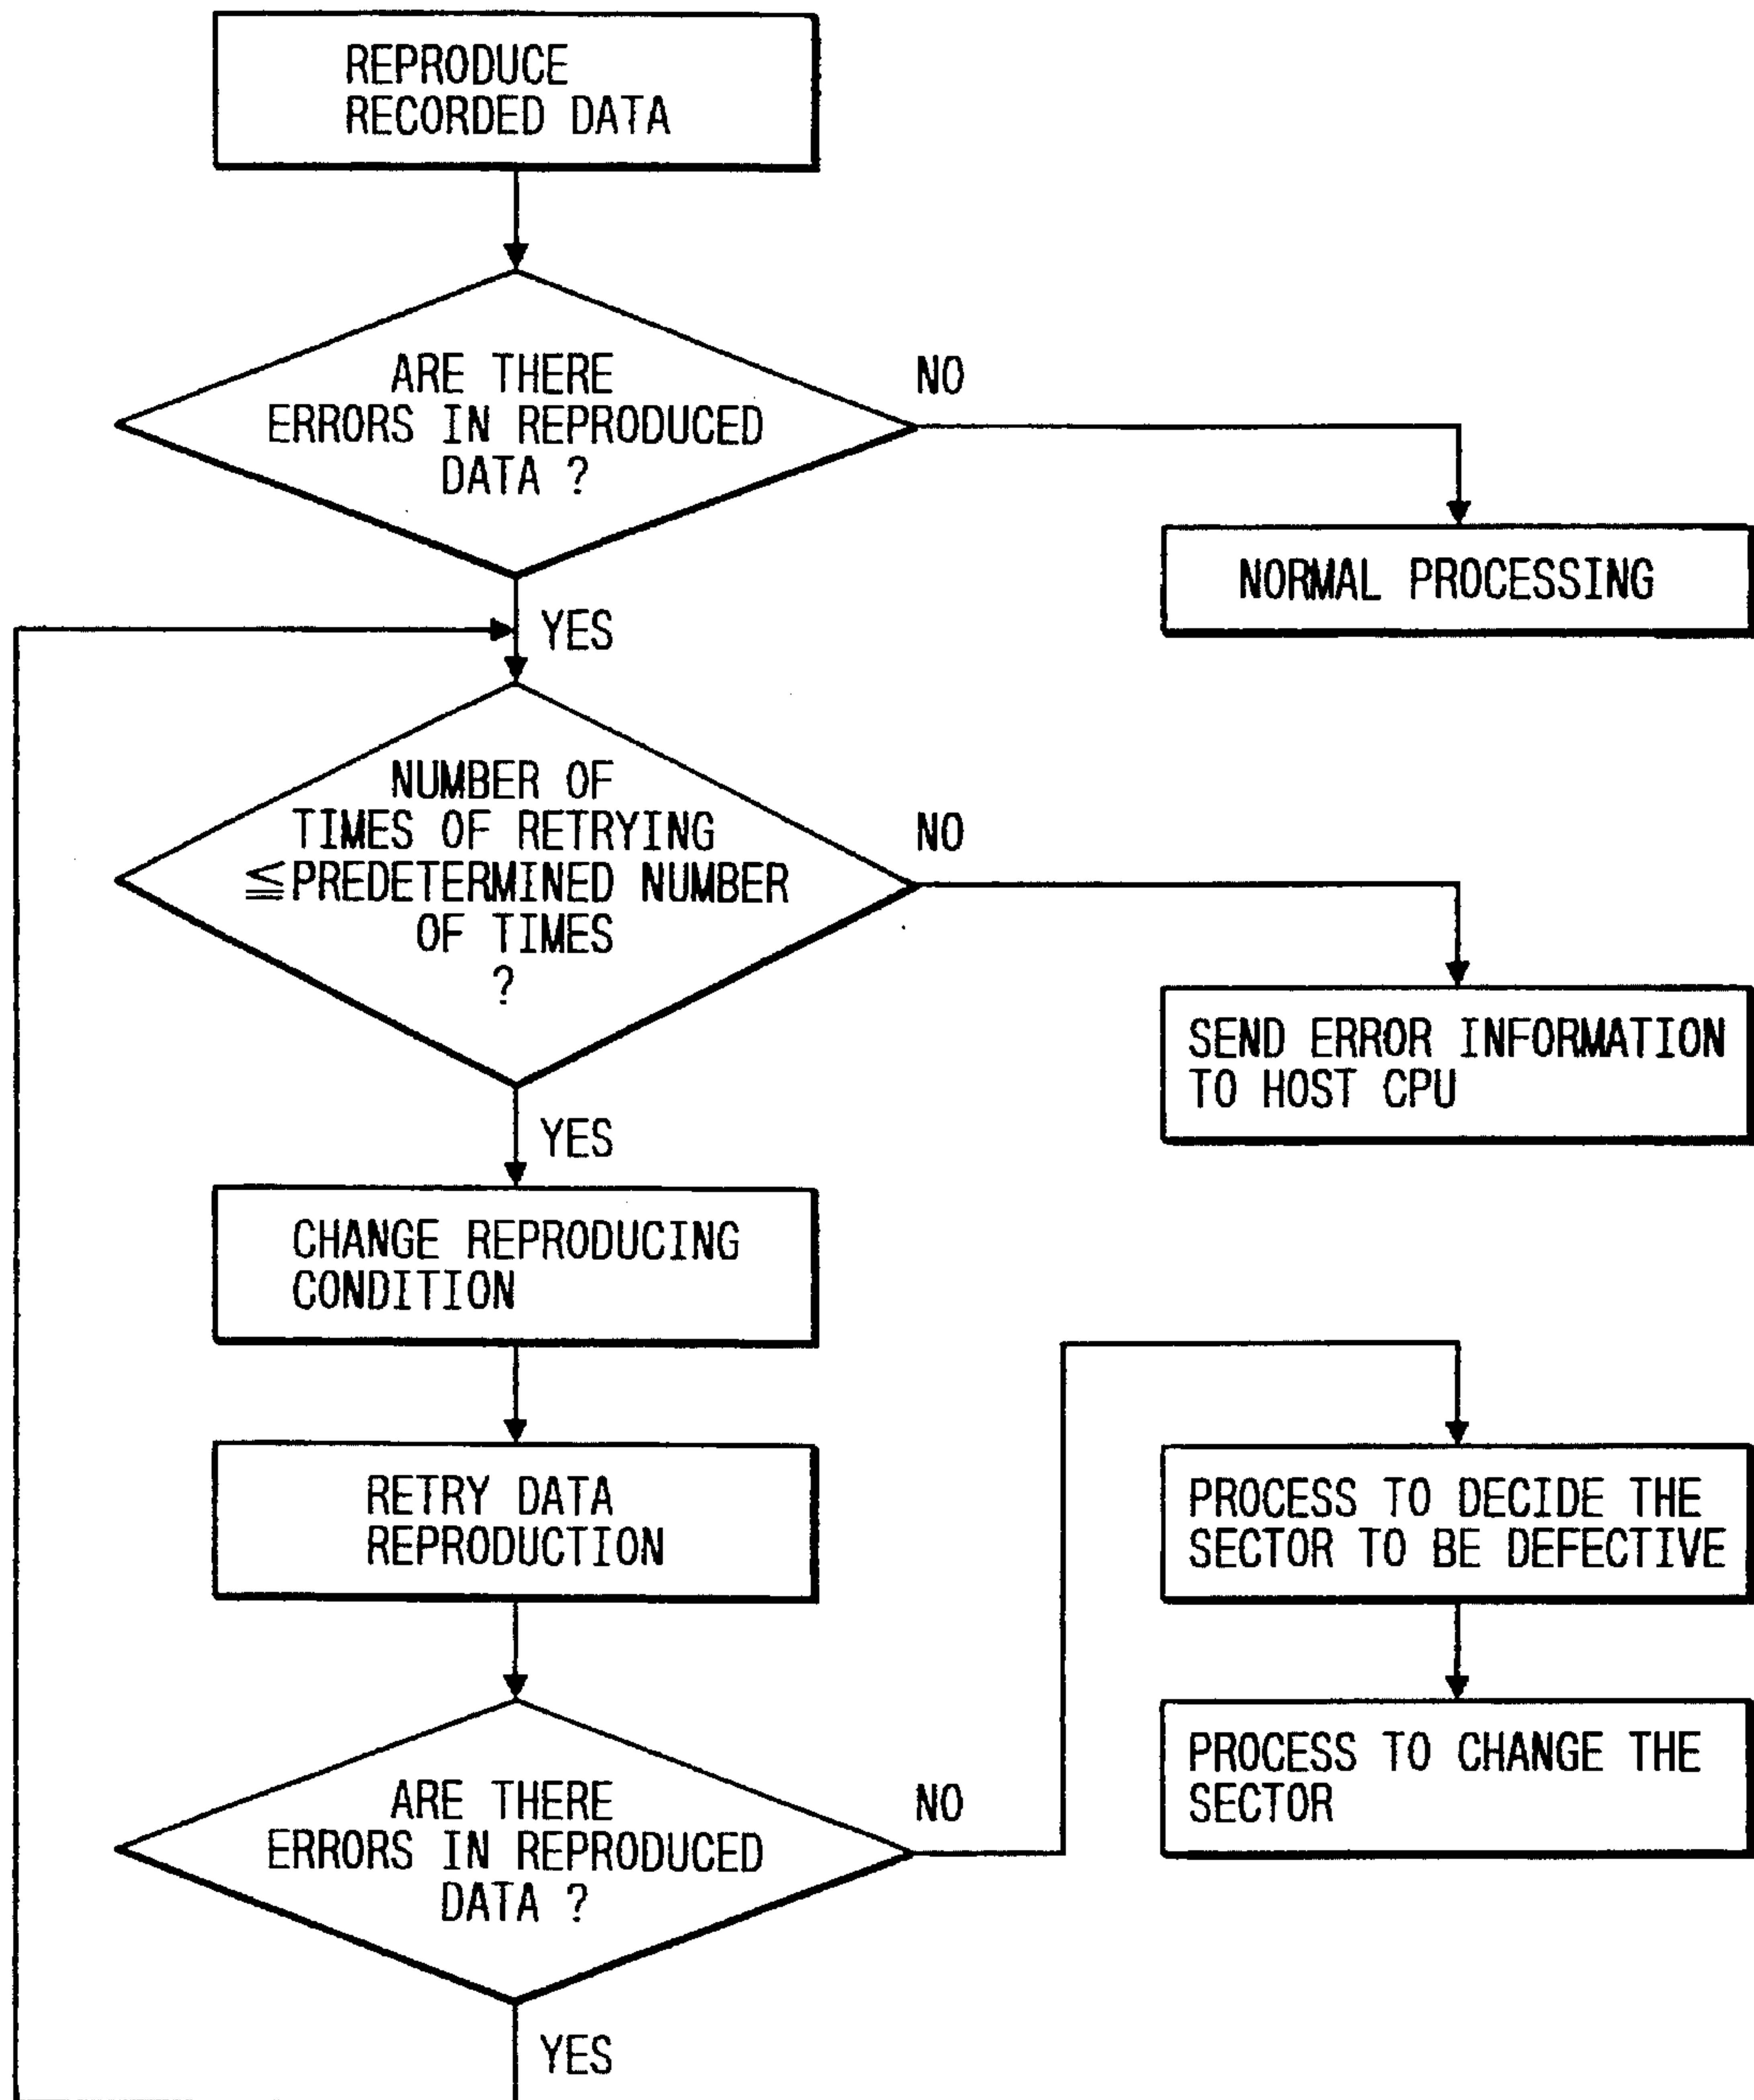 REPRODUCE
RECORDED DATA
ARE THERE
ERRORS IN REPRODUCED
DATA ?
NO
NORMAL PROCESSING
YES
NUMBER OF
TIMES OF RETRYING
≦PREDETERMINED NUMBER
OF TIMES
?
NO
SEND ERROR INFORMATION
TO HOST CPU
YES
CHANGE REPRODUCING
CONDITION
RETRY DATA
REPRODUCTION
ARE THERE
ERRORS IN REPRODUCED
DATA ?
NO
PROCESS TO DECIDE THE
SECTOR TO BE DEFECTIVE
PROCESS TO CHANGE THE
SECTOR
YES